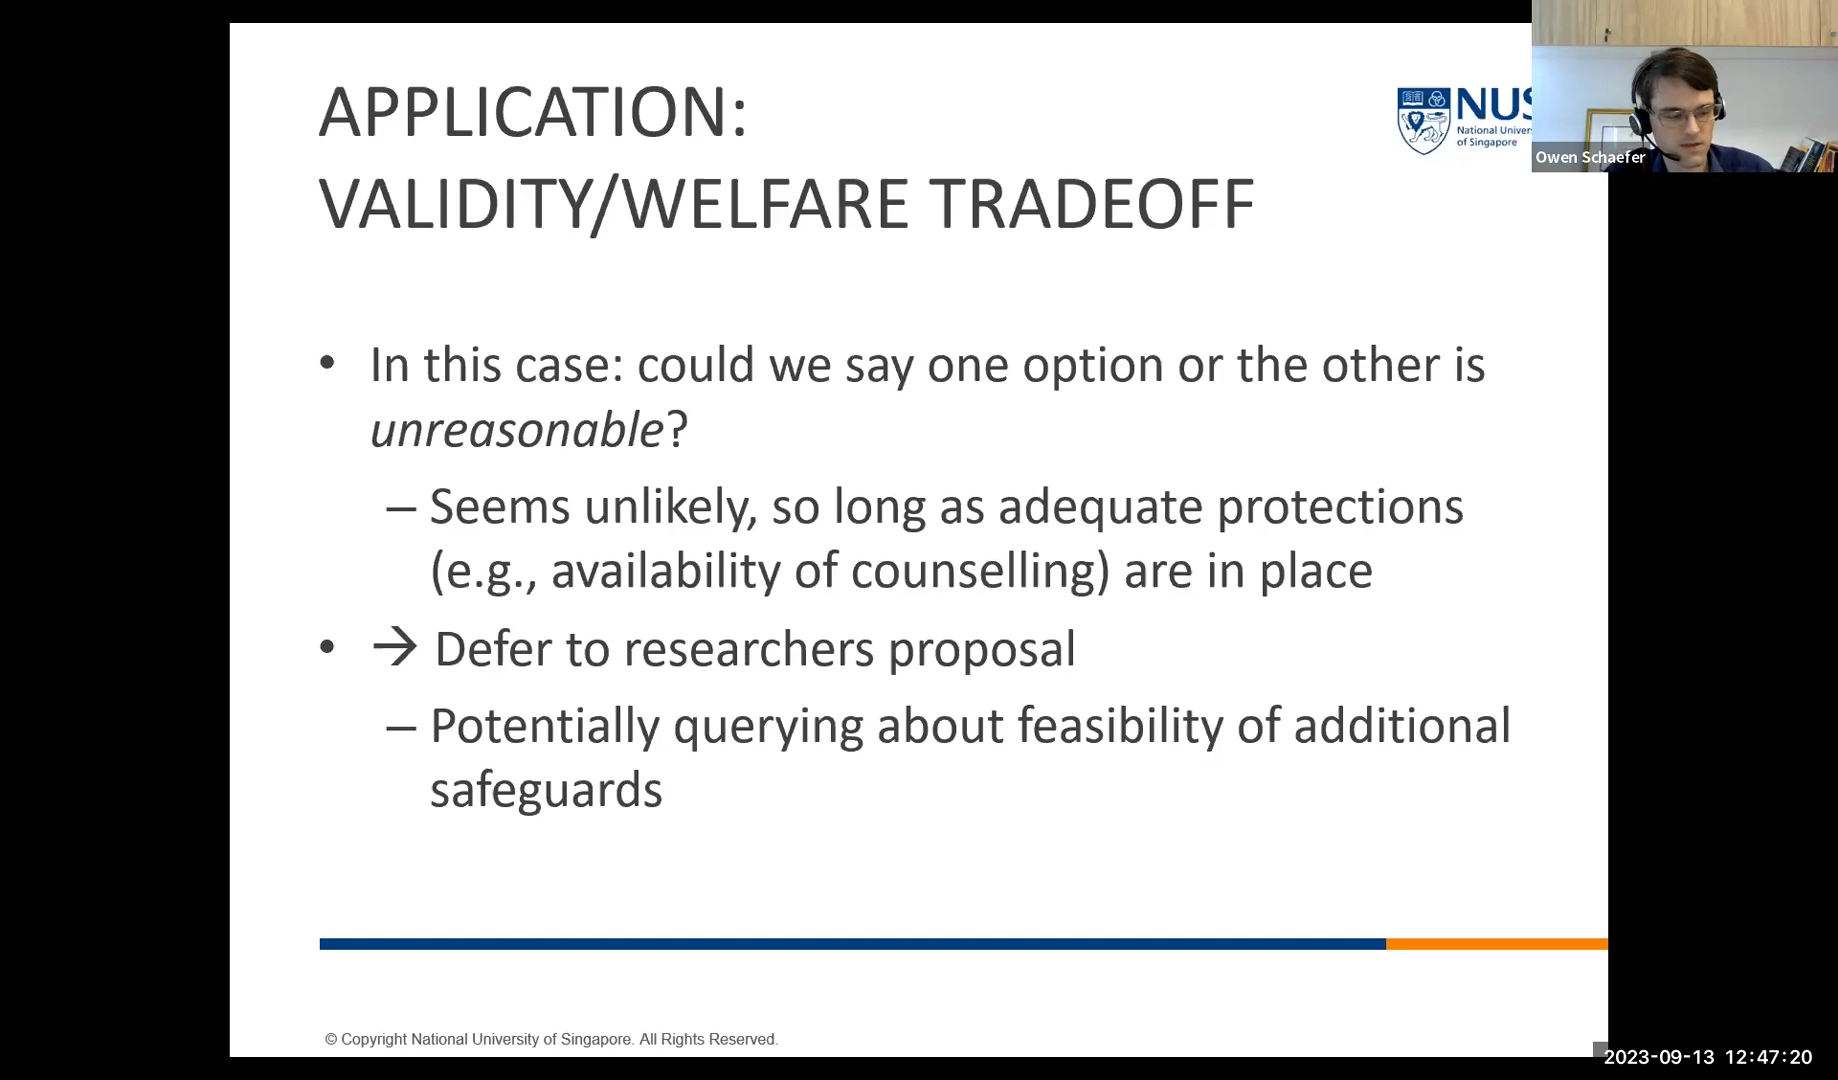 APPLICATION:
VALIDITY/WELFARE TRADEOFF
NUS
National Univer
of Singapore
Owen Schaefer
• In this case: could we say one option or the other is
unreasonable?
– Seems unlikely, so long as adequate protections
(e.g., availability of counselling) are in place
• → Defer to researchers proposal
– Potentially querying about feasibility of additional
safeguards
© Copyright National University of Singapore. All Rights Reserved.
2023-09-13 12:47:20